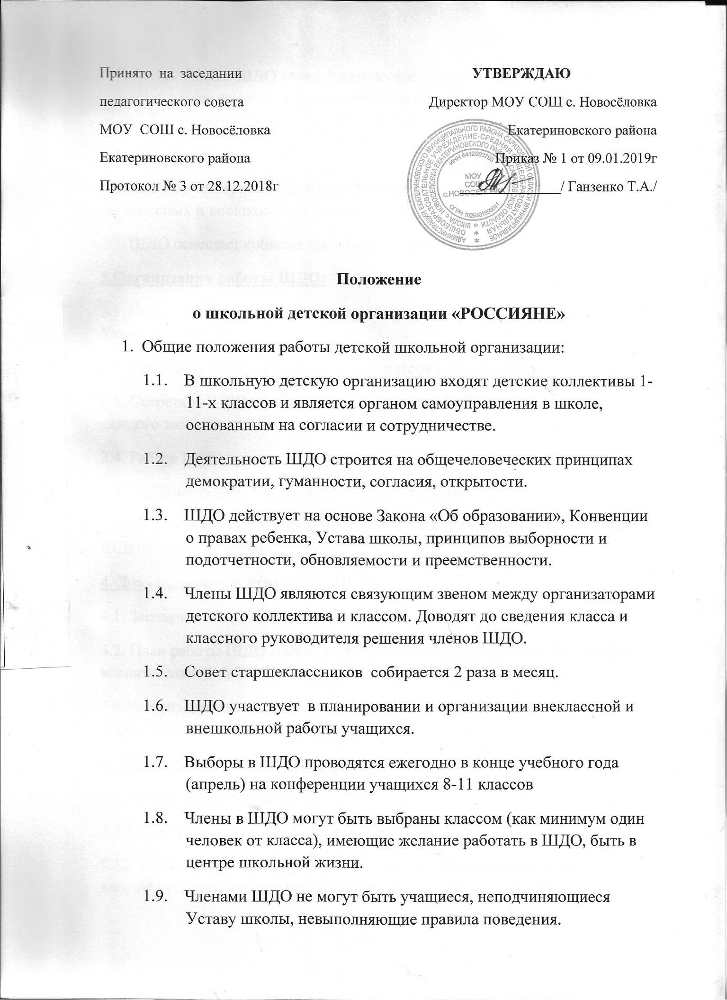 Принято на заседании
УТВЕРЖДАЮ
педагогического совета
Директор МОУ СОШ с. Новосёловка
МОУ СОШ с. Новосёловка
Екатериновского района
Екатериновского района
Приказ № 1 от 09.01.2019г
Протокол № 3 от 28.12.2018г
/ Ганзенко Т.А./
ИНН 6412003795
МОУ
СОШ
с.НОВОСЕЛОВКА
ОГРН 1026401896641
Положение
о школьной детской организации «РОССИЯНЕ»
1. Общие положения работы детской школьной организации:
1.1. В школьную детскую организацию входят детские коллективы 1-
11-х классов и является органом самоуправления в школе,
основанным на согласии и сотрудничестве.
1.2. Деятельность ШДО строится на общечеловеческих принципах
демократии, гуманности, согласия, открытости.
1.3. ШДО действует на основе Закона «Об образовании», Конвенции
о правах ребенка, Устава школы, принципов выборности и
подотчетности, обновляемости и преемственности.
1.4. Члены ШДО являются связующим звеном между организаторами
детского коллектива и классом. Доводят до сведения класса и
классного руководителя решения членов ШДО.
1.5. Совет старшеклассников собирается 2 раза в месяц.
1.6. ШДО участвует в планировании и организации внеклассной и
внешкольной работы учащихся.
1.7. Выборы в ШДО проводятся ежегодно в конце учебного года
(апрель) на конференции учащихся 8-11 классов
1.8. Члены в ШДО могут быть выбраны классом (как минимум один
человек от класса), имеющие желание работать в ШДО, быть в
центре школьной жизни.
1.9. Членами ШДО не могут быть учащиеся, неподчиняющиеся
Уставу школы, невыполняющие правила поведения.